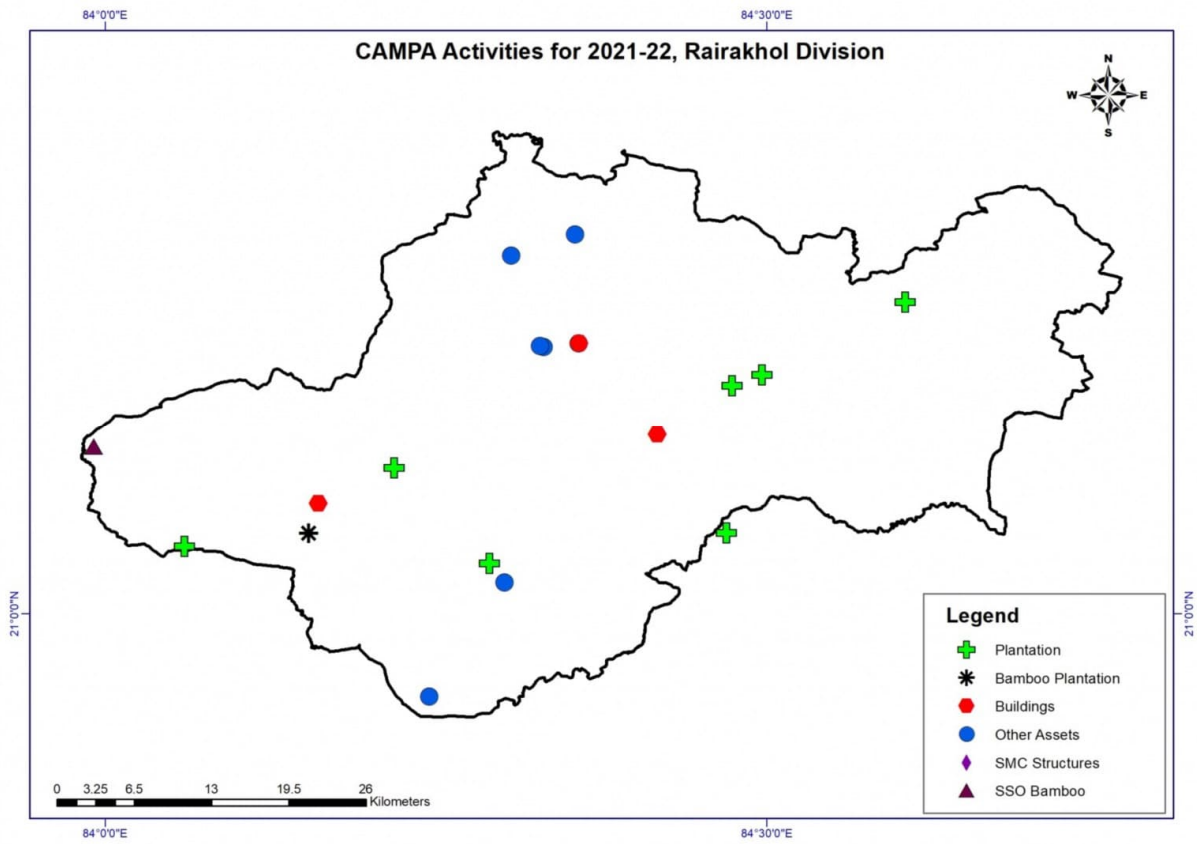 84°0'0"E 84°30'0"E
CAMPA Activities for 2021-22, Rairakhol Division
N
W E
S
21°0'0"N 21°0'0"N
Legend
Plantation
Bamboo Plantation
Buildings
Other Assets
SMC Structures
SSO Bamboo
0 3.25 6.5 13 19.5 26
Kilometers
84°0'0"E 84°30'0"E